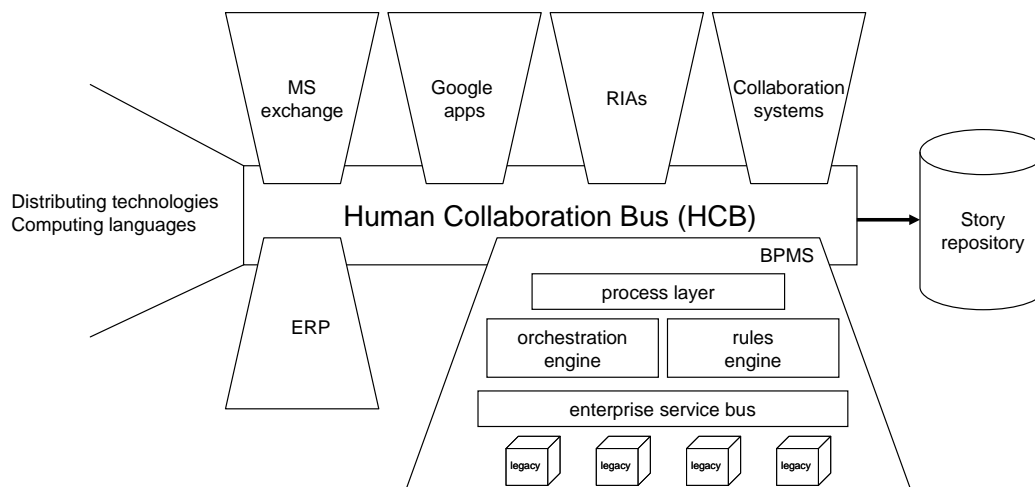 MS
exchange
Google
apps
RIAs
Collaboration
systems
Distributing technologies
Computing languages
Human Collaboration Bus (HCB)
Story
repository
BPMS
process layer
ERP
orchestration
engine
rules
engine
enterprise service bus
legacy
legacy
legacy
legacy